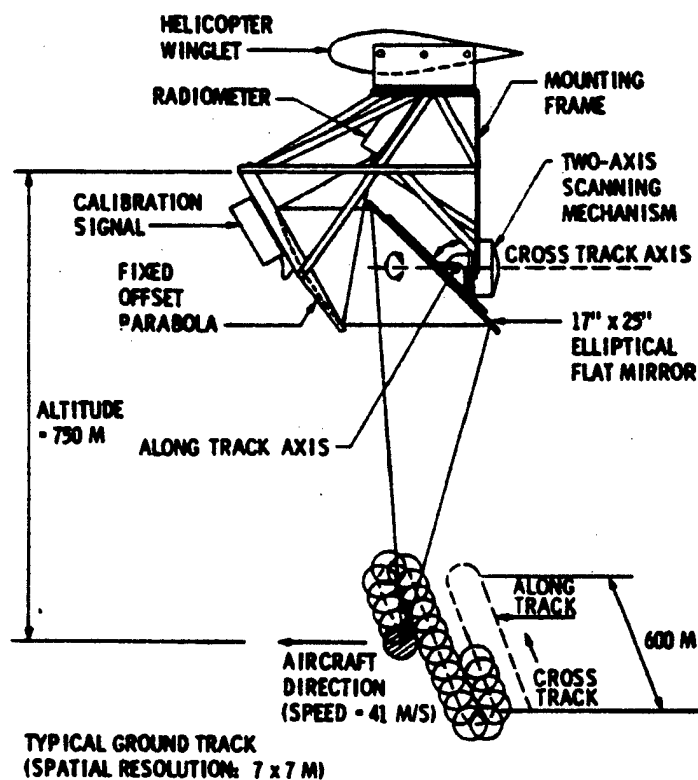 HELICOPTER
WINGLET
RADIOMETER
MOUNTING
FRAME
TWO-AXIS
SCANNING
MECHANISM
CALIBRATION
SIGNAL
CROSS TRACK AXIS
FIXED
OFFSET
PARABOLA
17" x 25"
ELLIPTICAL
FLAT MIRROR
ALTITUDE
= 750 M
ALONG TRACK AXIS
ALONG
TRACK
600 M
AIRCRAFT
DIRECTION
(SPEED = 41 M/S)
CROSS
TRACK
TYPICAL GROUND TRACK
(SPATIAL RESOLUTION: 7 x 7 M)